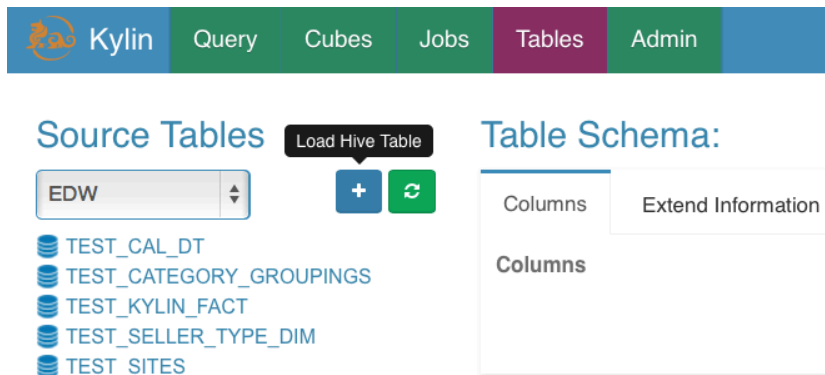 Kylin Query Cubes Jobs Tables Admin
Source Tables
Load Hive Table
Table Schema:
EDW
Columns Extend Information
TEST_CAL_DT
TEST_CATEGORY_GROUPINGS
TEST_KYLIN_FACT
TEST_SELLER_TYPE_DIM
TEST_SITES
Columns